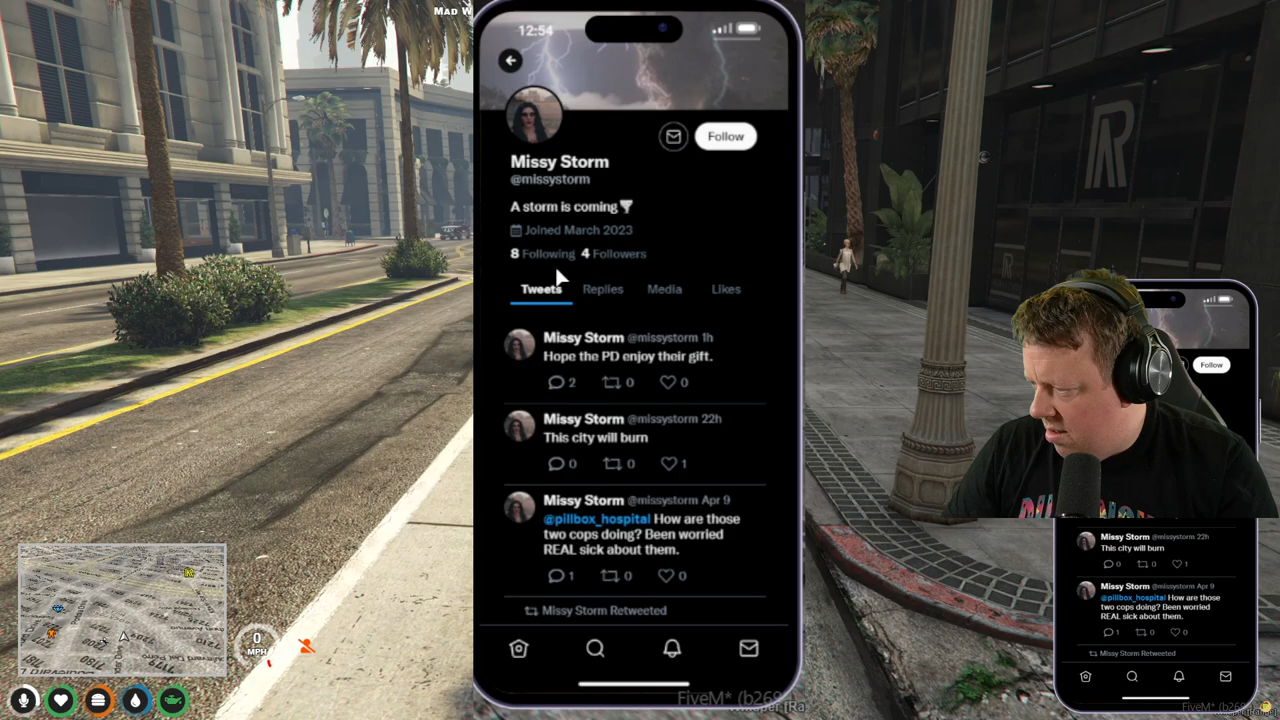 MAD W
12:54
Follow
Missy Storm
@missystorm
A storm is coming
Joined March 2023
8 Following 4 Followers
Tweets Replies Media Likes
Missy Storm @missystorm 1h
Hope the PD enjoy their gift.
2 0 0
Missy Storm @missystorm 22h
This city will burn
0 0 1
Missy Storm @missystorm Apr 9
@pillbox_hospital How are those
two cops doing? Been worried
REAL sick about them.
1 0 0
Missy Storm Retweeted
FiveM* (b268
0
MPH
Follow
Missy Storm @missystorm 22h
This city will burn
0 0 1
Missy Storm @missystorm Apr 9
@pillbox_hospital How are those
two cops doing? Been worried
REAL sick about them.
1 0 0
Missy Storm Retweeted
FiveM* (b268